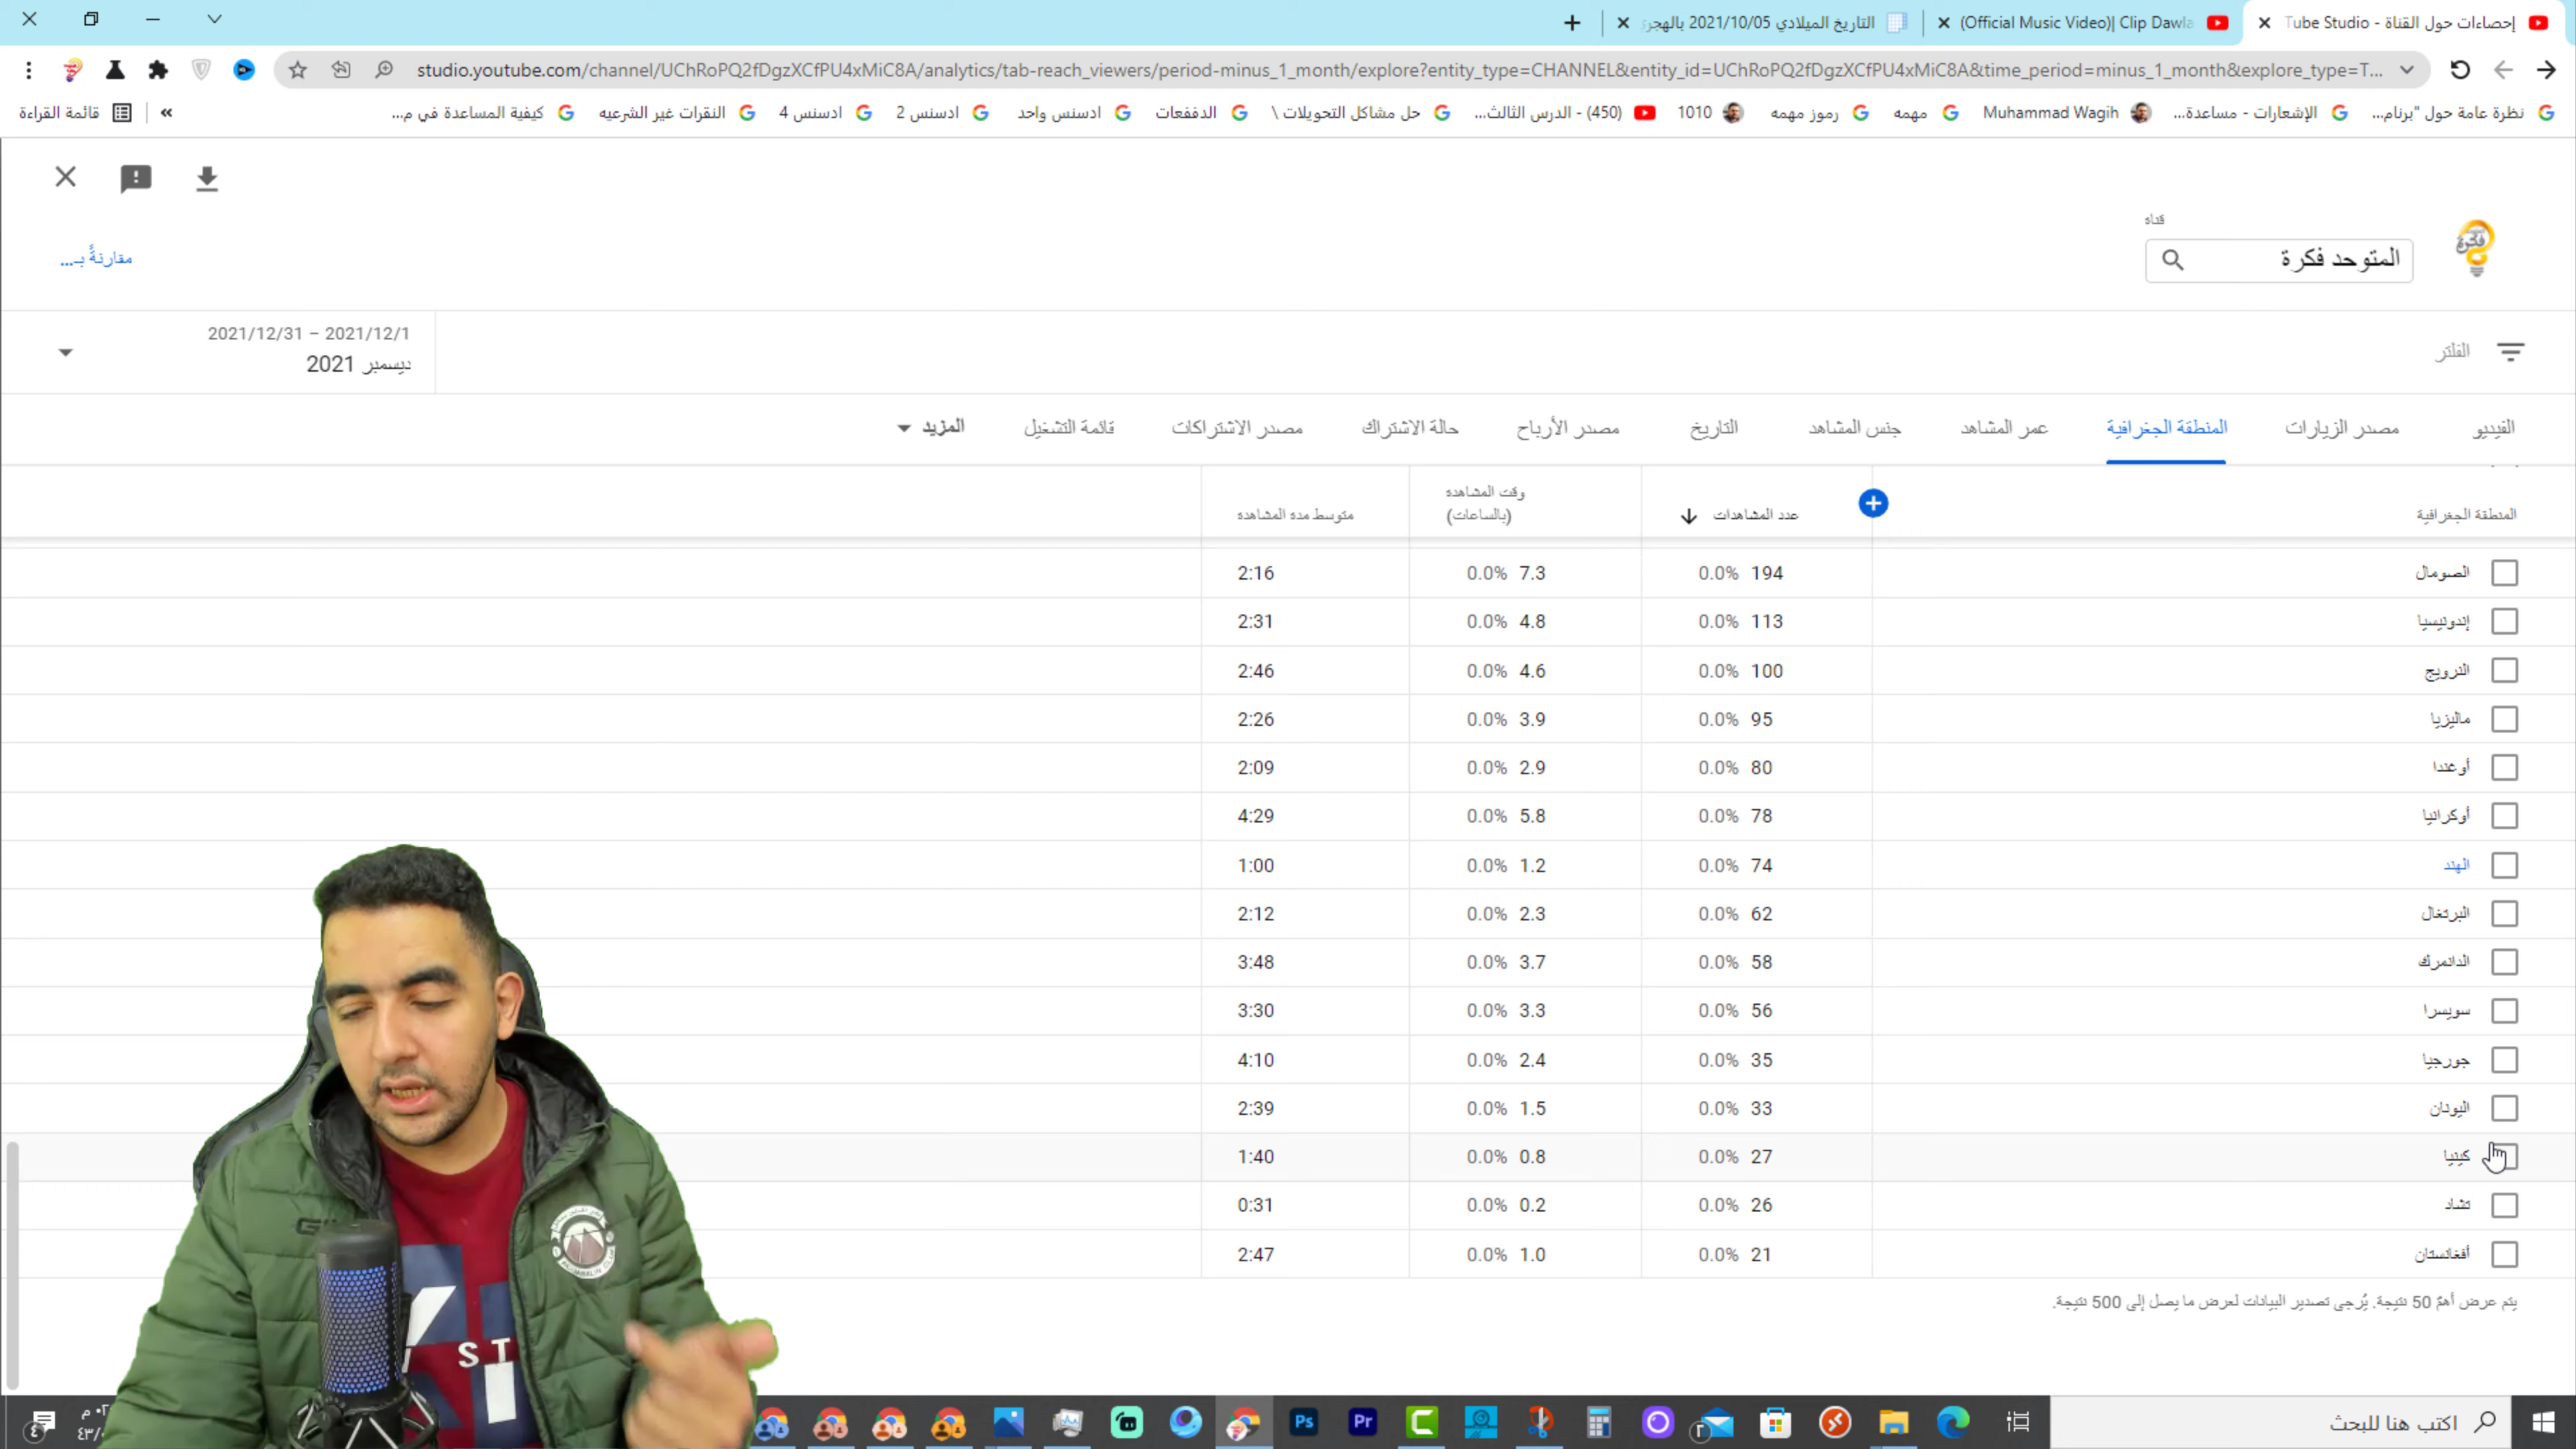 إحصاءات حول القناة - Tube Studio
(Official Music Video)| Clip Dawla
التاريخ الميلادي 2021/10/05 بالهجري
studio.youtube.com/channel/UChRoPQ2fDgzXCfPU4xMiC8A/analytics/tab-reach_viewers/period-minus_1_month/explore?entity_type=CHANNEL&entity_id=UChRoPQ2fDgzXCfPU4xMiC8A&time_period=minus_1_month&explore_type=T...
نظرة عامة حول "برنام... الإشعارات - مساعدة... Muhammad Wagih مهمه رموز مهمه 1010 (450) - الدرس الثالث... حل مشاكل التحويلات \ الدففعات ادسنس واحد ادسنس 2 ادسنس 4 النقرات غير الشرعيه كيفية المساعدة في م... » قائمة القراءة
قناة
المتوحد فكرة
فكرة
مقارنةً بـ...
2021/12/1 – 2021/12/31
ديسمبر 2021
الفلتر
الفيديو مصدر الزيارات المنطقة الجغرافية عمر المشاهد جنس المشاهد التاريخ مصدر الأرباح حالة الاشتراك مصدر الاشتراكات قائمة التشغيل المزيد
المنطقة الجغرافية عدد المشاهدات وقت المشاهدة (بالساعات) متوسط مدة المشاهدة
الصومال 194 0.0% 7.3 0.0% 2:16
إندونيسيا 113 0.0% 4.8 0.0% 2:31
النرويج 100 0.0% 4.6 0.0% 2:46
ماليزيا 95 0.0% 3.9 0.0% 2:26
أوغندا 80 0.0% 2.9 0.0% 2:09
أوكرانيا 78 0.0% 5.8 0.0% 4:29
الهند 74 0.0% 1.2 0.0% 1:00
البرتغال 62 0.0% 2.3 0.0% 2:12
الدانمرك 58 0.0% 3.7 0.0% 3:48
سويسرا 56 0.0% 3.3 0.0% 3:30
جورجيا 35 0.0% 2.4 0.0% 4:10
اليونان 33 0.0% 1.5 0.0% 2:39
كينيا 27 0.0% 0.8 0.0% 1:40
تشاد 26 0.0% 0.2 0.0% 0:31
أفغانستان 21 0.0% 1.0 0.0% 2:47
يتم عرض أهمّ 50 نتيجة. يُرجى تصدير البيانات لعرض ما يصل إلى 500 نتيجة.
ST
اكتب هنا للبحث
Ps
Pr